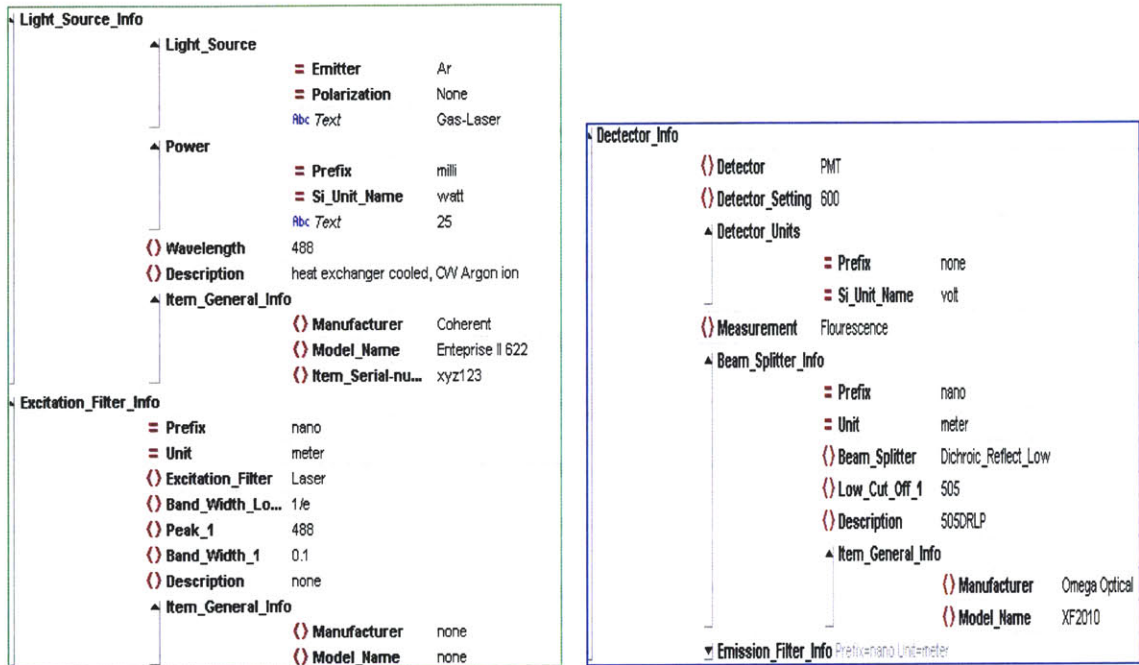 Light_Source_Info
Light_Source
= Emitter Ar
= Polarization None
Abc Text Gas-Laser
Power
= Prefix milli
= Si_Unit_Name watt
Abc Text 25
() Wavelength 488
() Description heat exchanger cooled, CW Argon ion
Item_General_Info
() Manufacturer Coherent
() Model_Name Enteprise II 622
() Item_Serial-nu... xyz123
Excitation_Filter_Info
= Prefix nano
= Unit meter
() Excitation_Filter Laser
() Band_Width_Lo... 1/e
() Peak_1 488
() Band_Width_1 0.1
() Description none
Item_General_Info
() Manufacturer none
() Model_Name none
Dectector_Info
() Detector PMT
() Detector_Setting 600
Detector_Units
= Prefix none
= Si_Unit_Name volt
() Measurement Flourescence
Beam_Splitter_Info
= Prefix nano
= Unit meter
() Beam_Splitter Dichroic_Reflect_Low
() Low_Cut_Off_1 505
() Description 505DRLP
Item_General_Info
() Manufacturer Omega Optical
() Model_Name XF2010
Emission_Filter_Info Prefix=nano Unit=meter